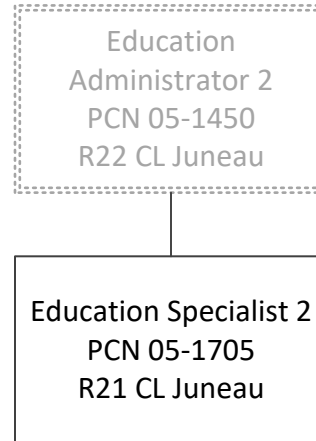 Education
Administrator 2
PCN 05-1450
R22 CL Juneau
Education Specialist 2
PCN 05-1705
R21 CL Juneau